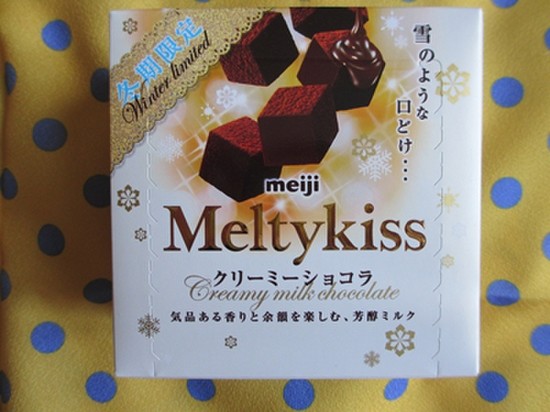 冬期限定
Winter limited
雪のような
口どけ…
meiji
Meltykiss
クリーミーショコラ
Creamy milk chocolate
気品ある香りと余韻を楽しむ、芳醇ミルク